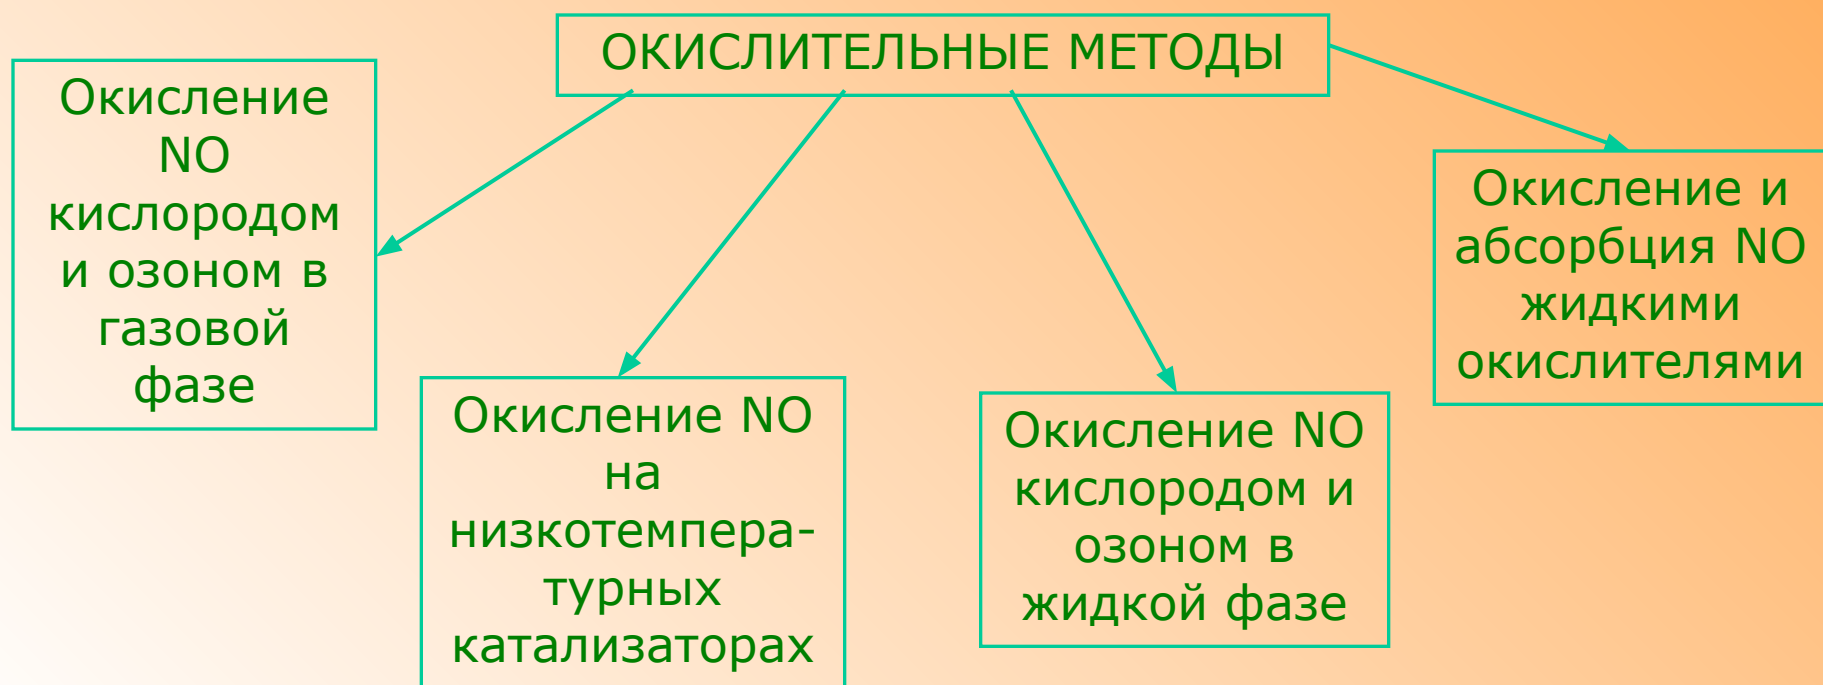 ОКИСЛИТЕЛЬНЫЕ МЕТОДЫ
Окисление
NO
кислородом
и озоном в
газовой
фазе
Окисление NO
на
низкотемпера-
турных
катализаторах
Окисление NO
кислородом и
озоном в
жидкой фазе
Окисление и
абсорбция NO
жидкими
окислителями